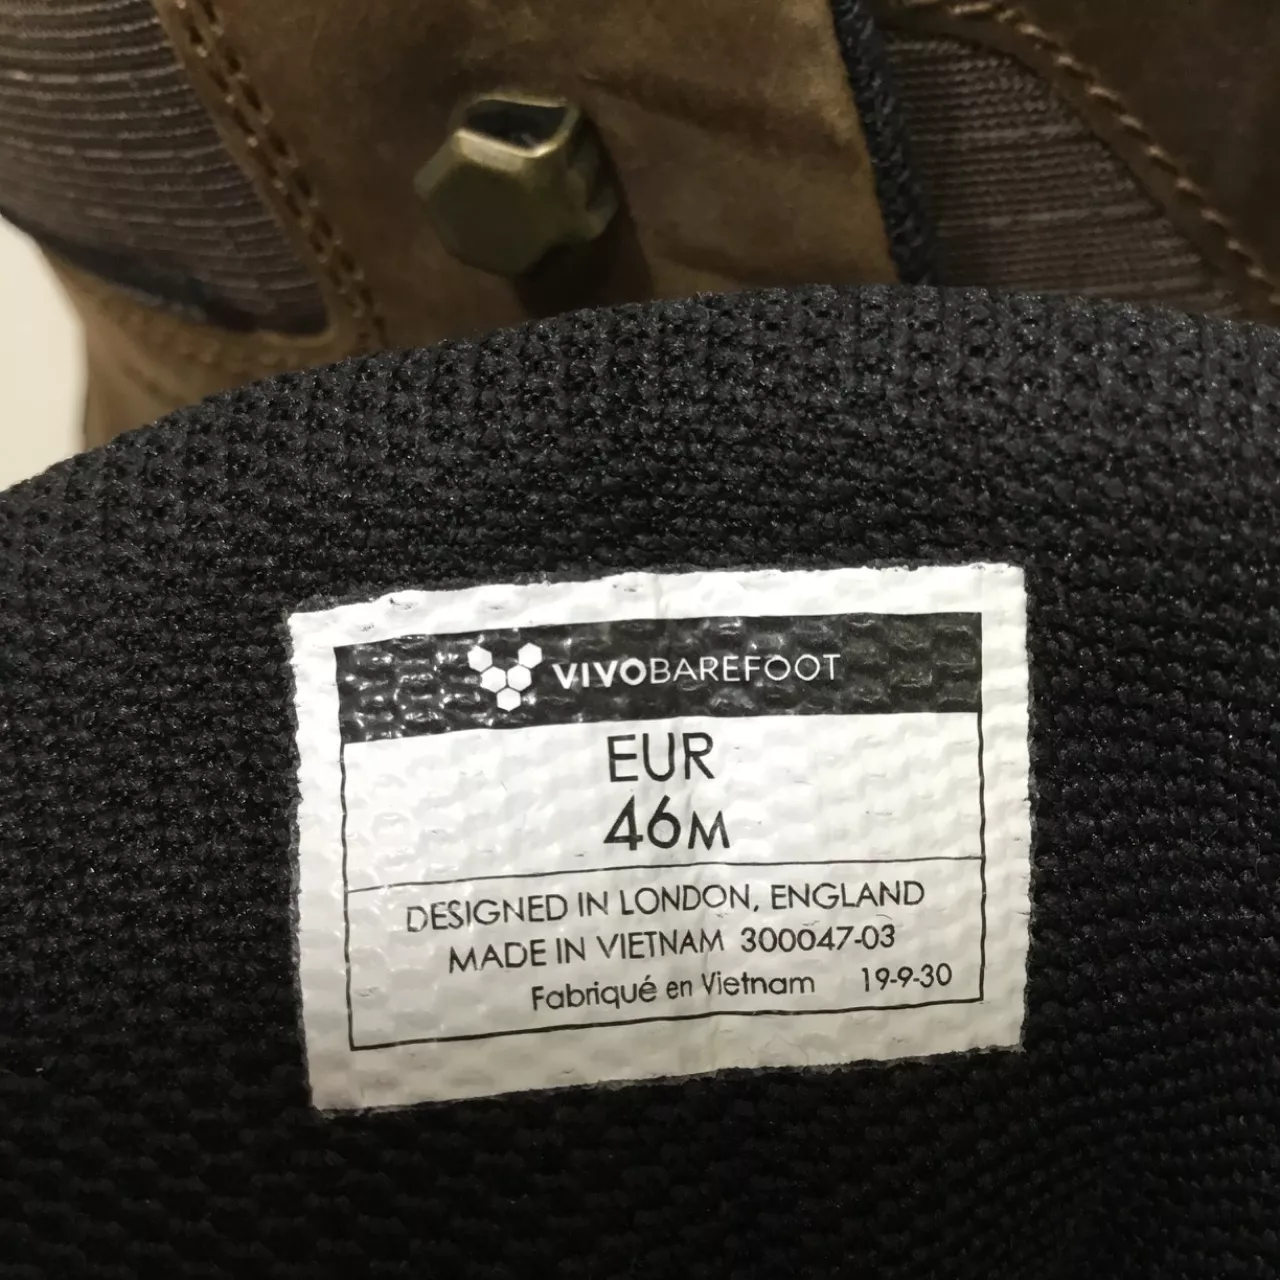 VIVOBAREFOOT
EUR
46M
DESIGNED IN LONDON, ENGLAND
MADE IN VIETNAM 300047-03
Fabriqué en Vietnam 19-9-30